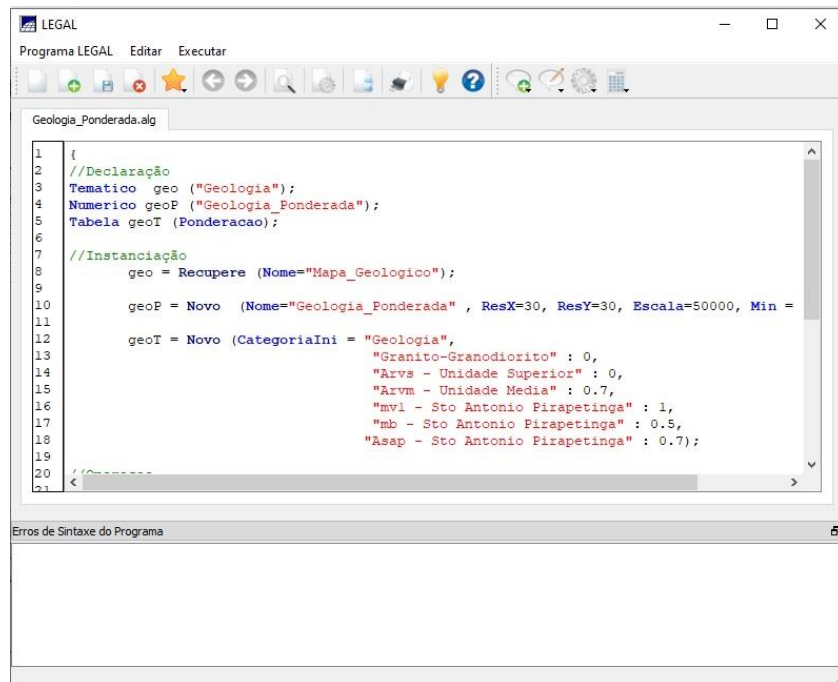 LEGAL
Programa LEGAL Editar Executar
Geologia_Ponderada.alg
1 {
2 //Declaração
3 Tematico geo ("Geologia");
4 Numerico geoP ("Geologia_Ponderada");
5 Tabela geoT (Ponderacao);
6
7 //Instanciação
8 geo = Recupere (Nome="Mapa_Geologico");
9
10 geoP = Novo (Nome="Geologia_Ponderada" , ResX=30, ResY=30, Escala=50000, Min =
11
12 geoT = Novo (CategoriaIni = "Geologia",
13 "Granito-Granodiorito" : 0,
14 "Arvs - Unidade Superior" : 0,
15 "Arvm - Unidade Media" : 0.7,
16 "mvl - Sto Antonio Pirapetinga" : 1,
17 "mb - Sto Antonio Pirapetinga" : 0.5,
18 "Asap - Sto Antonio Pirapetinga" : 0.7);
19
20
21
Erros de Sintaxe do Programa